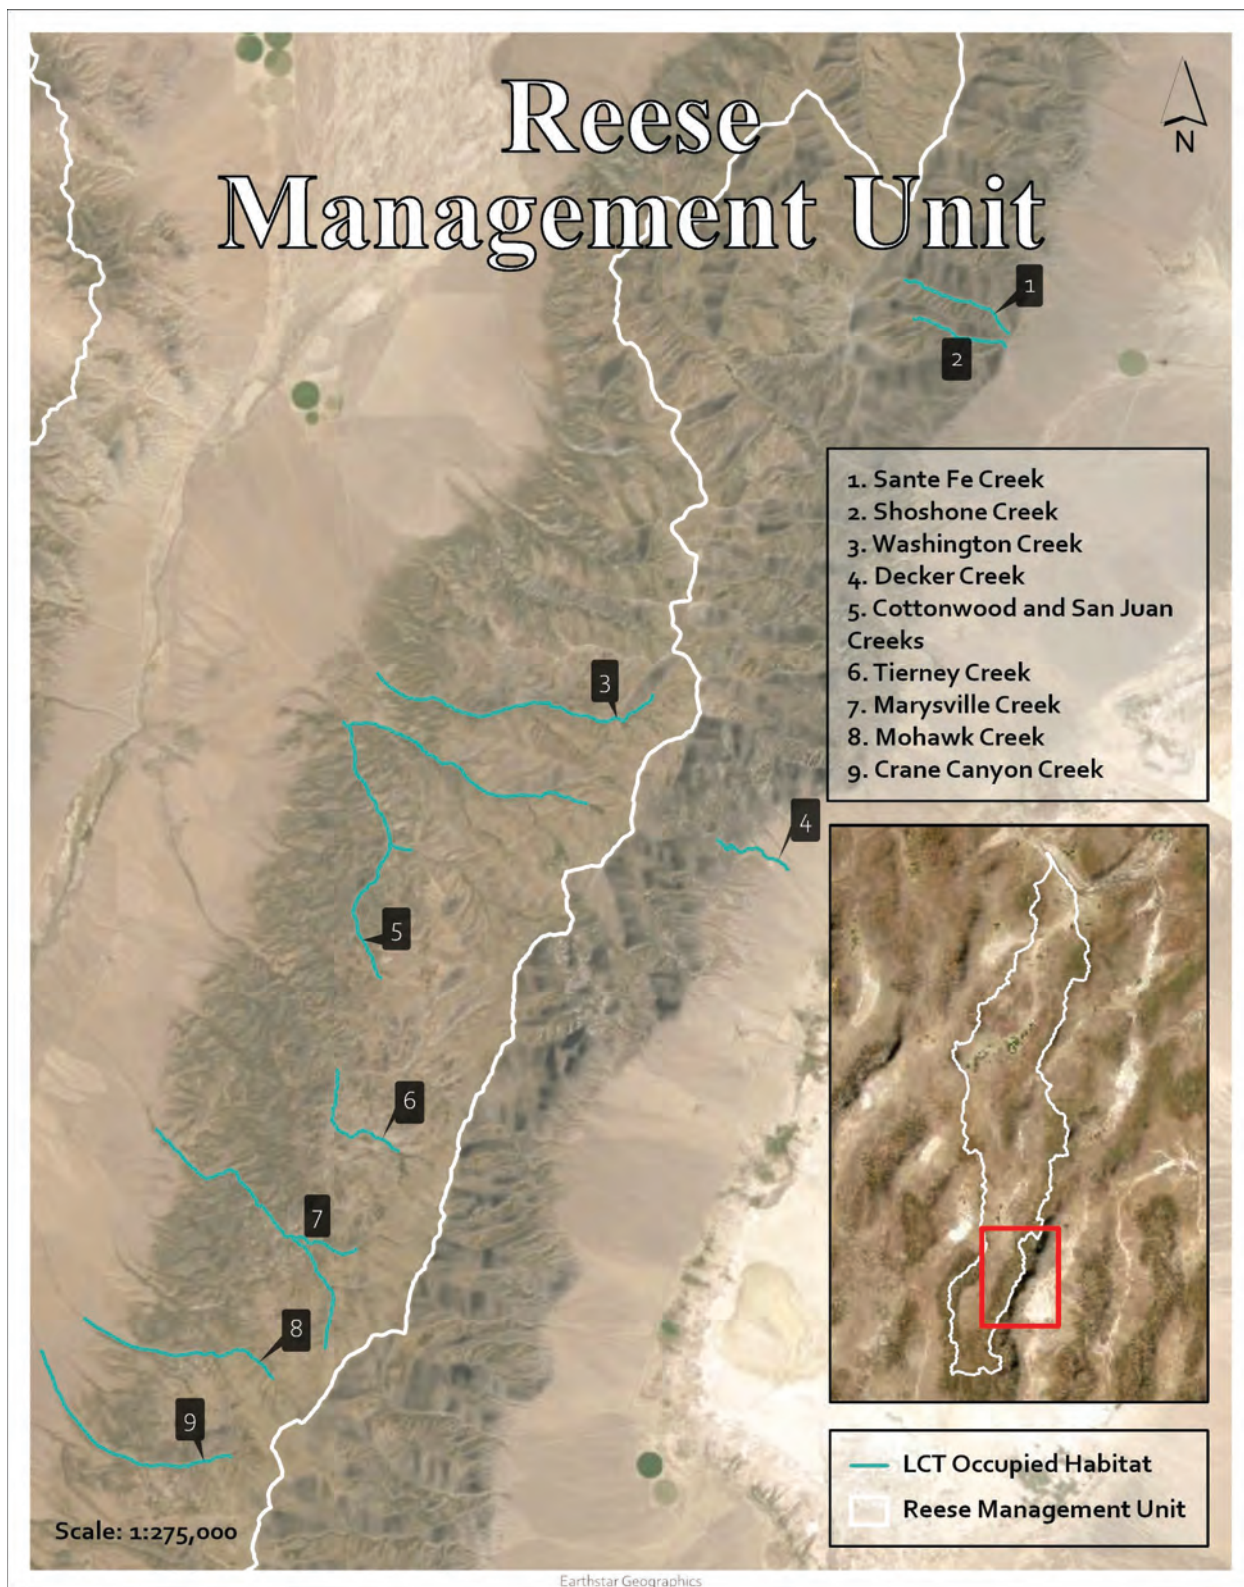 Reese
Management Unit
N
1
2
1. Sante Fe Creek
2. Shoshone Creek
3. Washington Creek
4. Decker Creek
5. Cottonwood and San Juan
Creeks
6. Tierney Creek
7. Marysville Creek
8. Mohawk Creek
9. Crane Canyon Creek
3
4
5
6
7
8
9
LCT Occupied Habitat
Reese Management Unit
Scale: 1:275,000
Earthstar Geographics